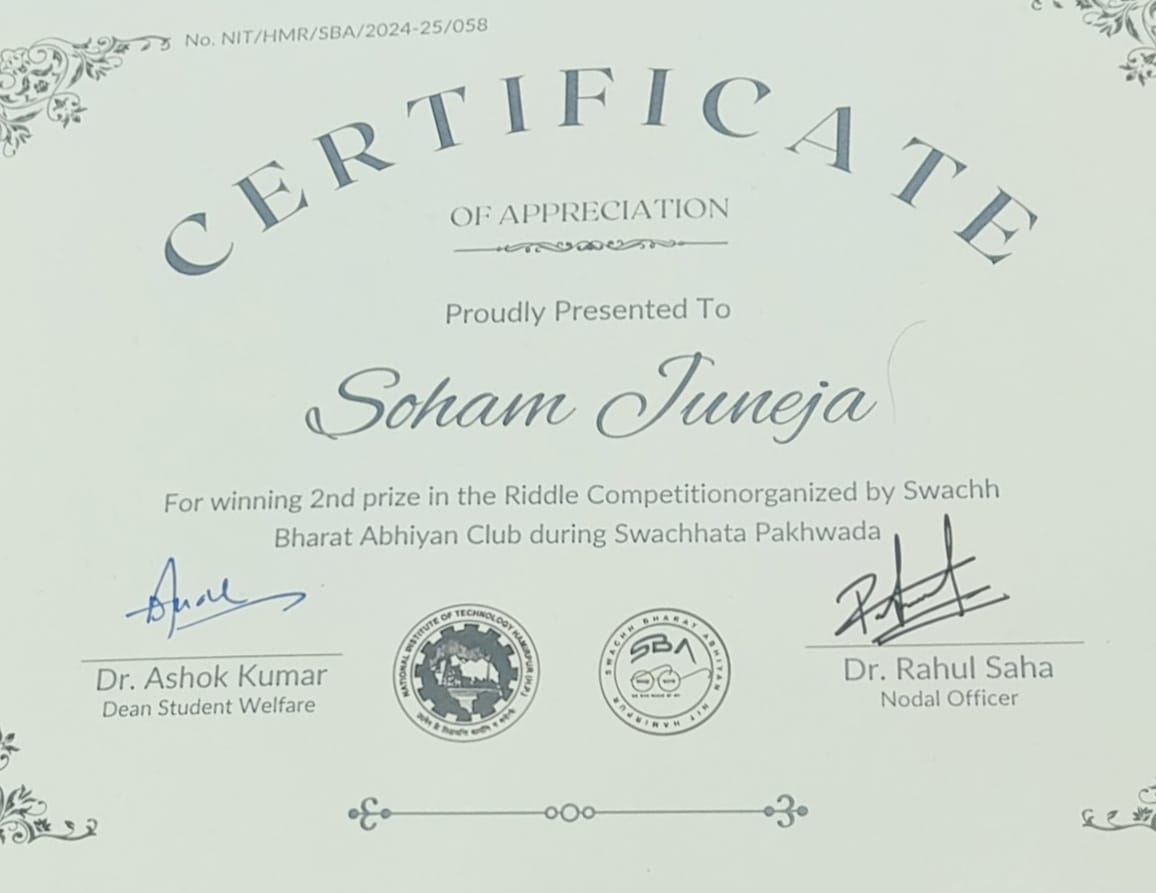 No. NIT/HMR/SBA/2024-25/058
CERTIFICATE
OF APPRECIATION
Proudly Presented To
Soham Juneja
For winning 2nd prize in the Riddle Competitionorganized by Swachh
Bharat Abhiyan Club during Swachhata Pakhwada
Dr. Ashok Kumar
Dean Student Welfare
NATIONAL INSTITUTE OF TECHNOLOGY HAMIRPUR (H.P.)
SWACHH BHARAT ABHIYAN
SBA
NIT HAMIRPUR
Dr. Rahul Saha
Nodal Officer